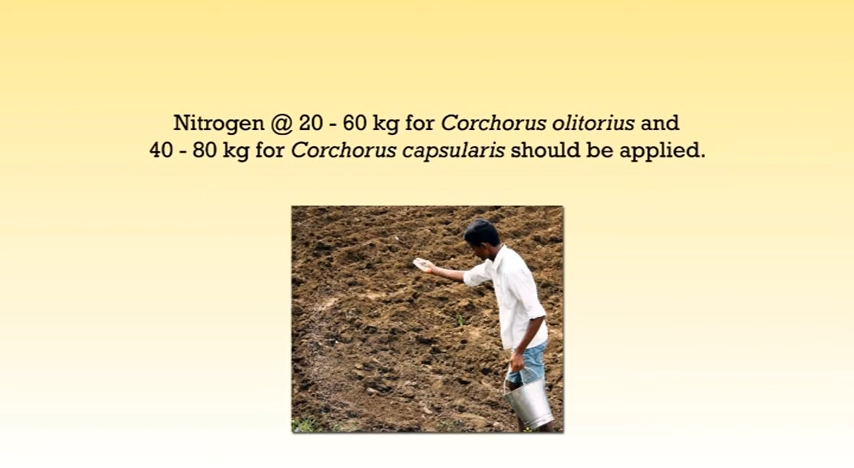 Nitrogen @ 20 - 60 kg for Corchorus olitorius and
40 - 80 kg for Corchorus capsularis should be applied.